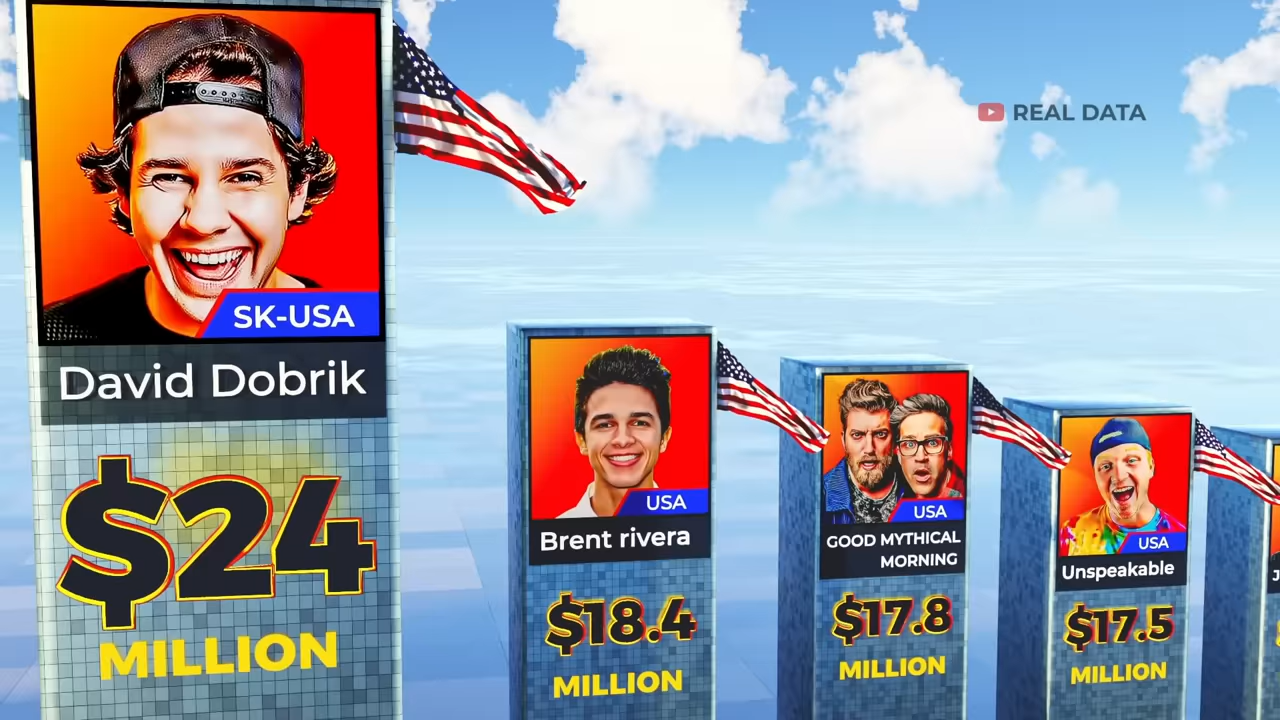 REAL DATA
SK-USA
David Dobrik
$24
MILLION
USA
Brent rivera
$18.4
MILLION
USA
GOOD MYTHICAL
MORNING
$17.8
MILLION
USA
Unspeakable
$17.5
MILLION